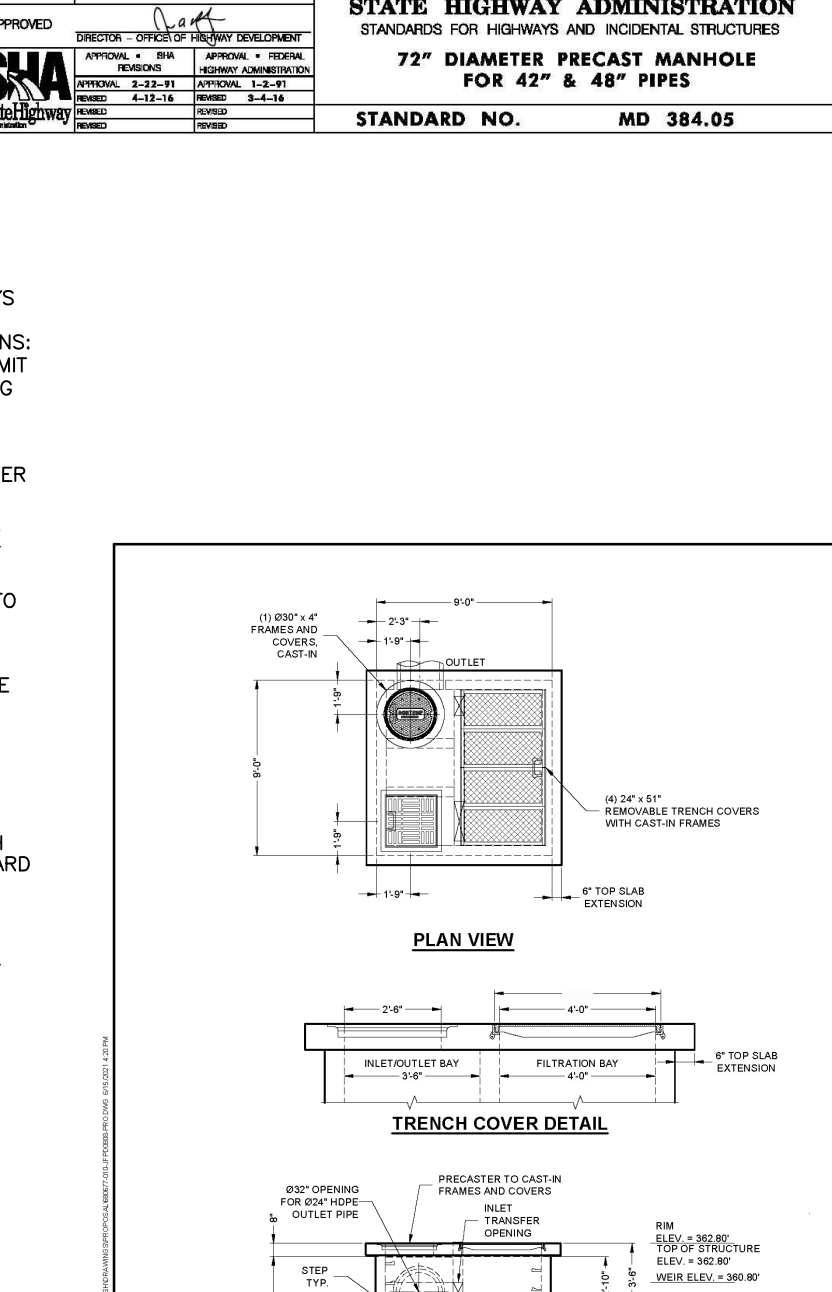 PPROVED
DIRECTOR - OFFICE OF HIGHWAY DEVELOPMENT
APPROVAL • SHA
REVISIONS
APPROVAL • FEDERAL
HIGHWAY ADMINISTRATION
APPROVAL 2-22-91
APPROVAL 1-2-91
REVISED 4-12-16
REVISED 3-4-16
REVISED
REVISED
REVISED
REVISED
SHA
teHighway
STATE HIGHWAY ADMINISTRATION
STANDARDS FOR HIGHWAYS AND INCIDENTAL STRUCTURES
72" DIAMETER PRECAST MANHOLE
FOR 42" & 48" PIPES
STANDARD NO. MD 384.05
'S
NS:
MIT
G
ER
TO
E
H
ARD
9'-0"
2'-3"
1'-9"
(1) Ø30" x 4"
FRAMES AND
COVERS,
CAST-IN
OUTLET
1'-9"
9'-0"
1'-9"
(4) 24" x 51"
REMOVABLE TRENCH COVERS
WITH CAST-IN FRAMES
1'-9"
6" TOP SLAB
EXTENSION
PLAN VIEW
2'-6"
4'-0"
INLET/OUTLET BAY
3'-6"
FILTRATION BAY
4'-0"
6" TOP SLAB
EXTENSION
TRENCH COVER DETAIL
PRECASTER TO CAST-IN
FRAMES AND COVERS
Ø32" OPENING
FOR Ø24" HDPE
OUTLET PIPE
INLET
TRANSFER
OPENING
8"
RIM
ELEV. = 362.80'
TOP OF STRUCTURE
ELEV. = 362.80'
WEIR ELEV. = 360.80'
STEP
TYP.
-10"
3'-6"